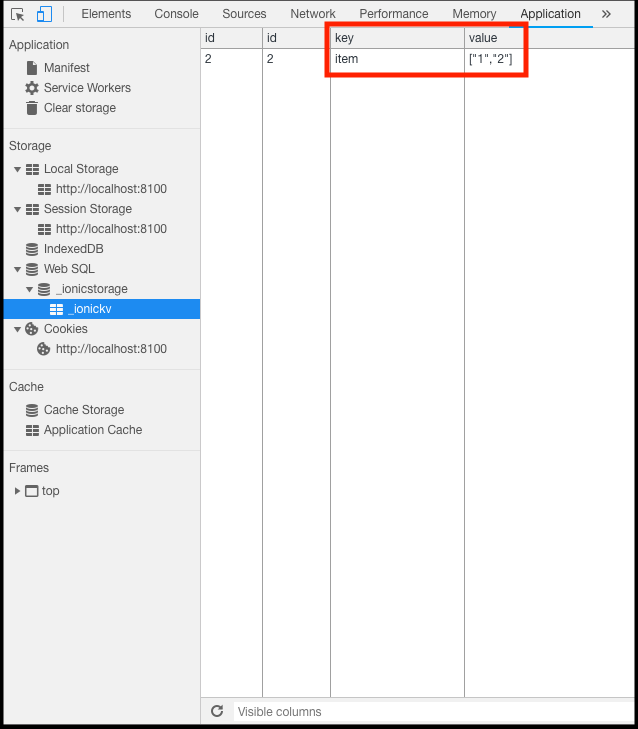 Elements Console Sources Network Performance Memory Application »
Application
Manifest
Service Workers
Clear storage
Storage
Local Storage
http://localhost:8100
Session Storage
http://localhost:8100
IndexedDB
Web SQL
_ionicstorage
_ionickv
Cookies
http://localhost:8100
Cache
Cache Storage
Application Cache
Frames
top
id id key value
2 2 item ["1","2"]
Visible columns